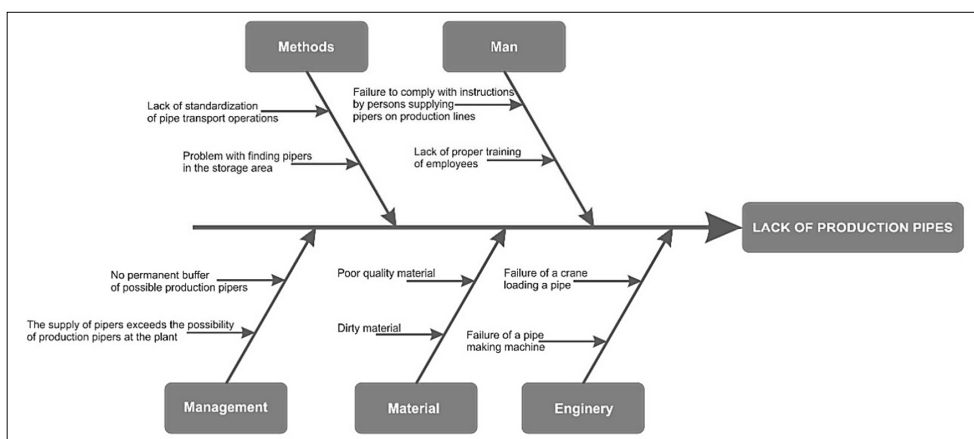 Methods
Man
Lack of standardization
of pipe transport operations
Problem with finding pipers
in the storage area
Failure to comply with instructions
by persons supplying
pipers on production lines
Lack of proper training
of employees
LACK OF PRODUCTION PIPES
No permanent buffer
of possible production pipers
The supply of pipers exceeds the possibility
of production pipers at the plant
Poor quality material
Dirty material
Failure of a crane
loading a pipe
Failure of a pipe
making machine
Management
Material
Enginery